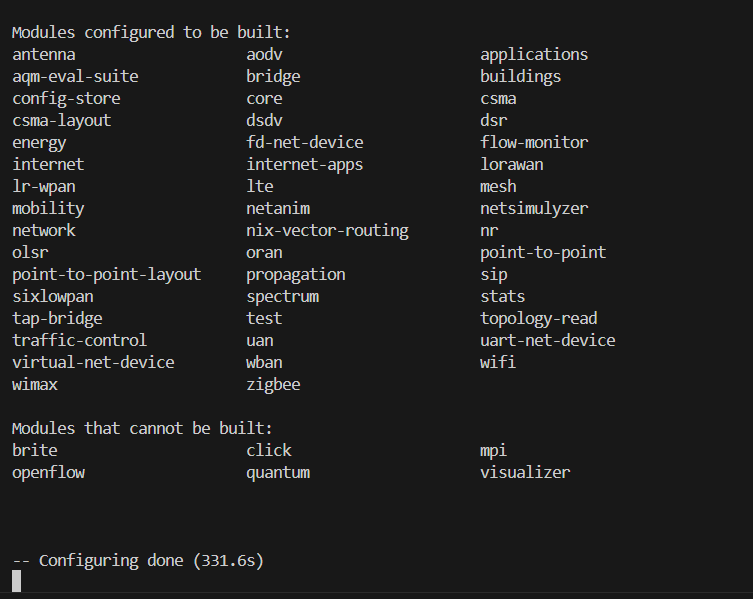 Modules configured to be built:
antenna aodv applications
aqm-eval-suite bridge buildings
config-store core csma
csma-layout dsdv dsr
energy fd-net-device flow-monitor
internet internet-apps lorawan
lr-wpan lte mesh
mobility netanim netsimulyzer
network nix-vector-routing nr
olsr oran point-to-point
point-to-point-layout propagation sip
sixlowpan spectrum stats
tap-bridge test topology-read
traffic-control uan uart-net-device
virtual-net-device wban wifi
wimax zigbee
Modules that cannot be built:
brite click mpi
openflow quantum visualizer
-- Configuring done (331.6s)